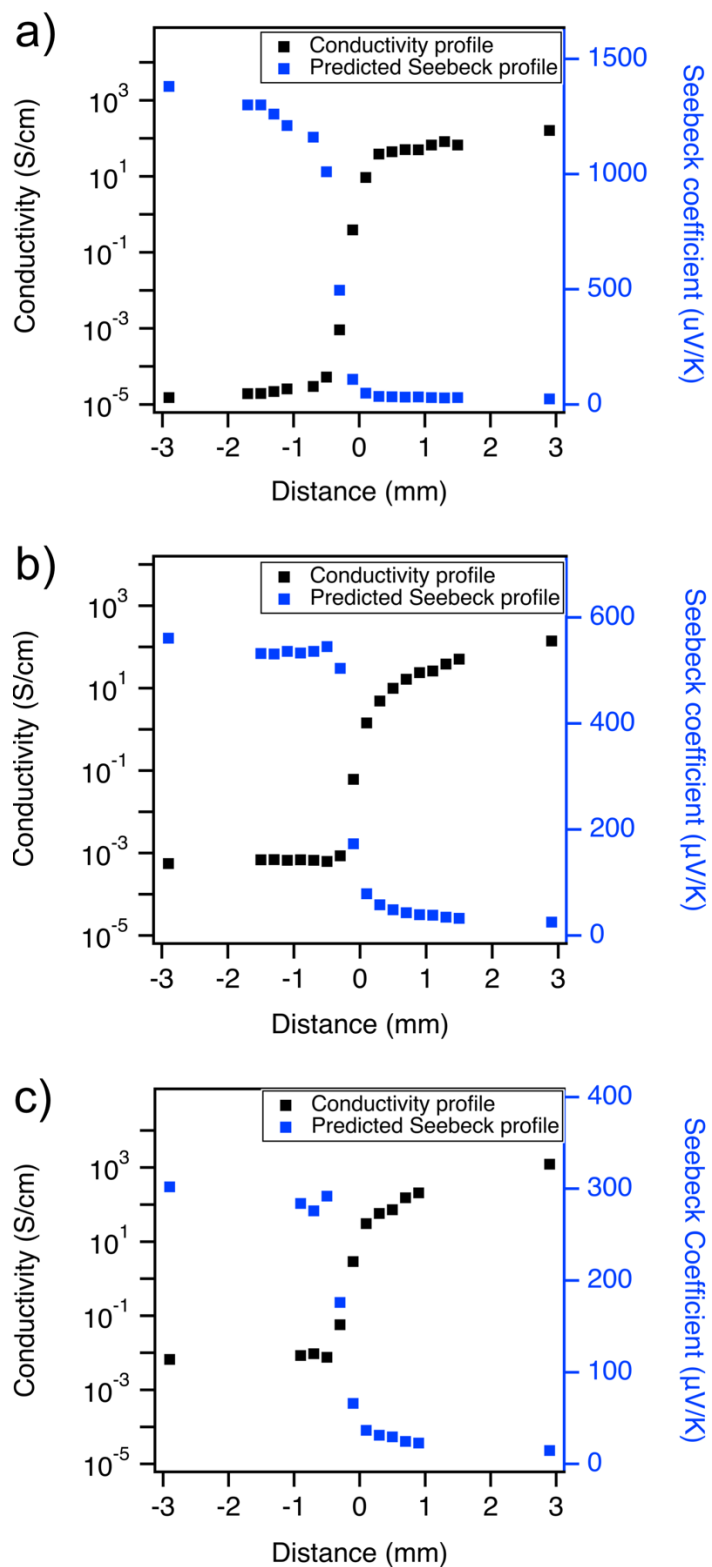 a)
Conductivity profile
Predicted Seebeck profile
Conductivity (S/cm)
10^3
10^1
10^-1
10^-3
10^-5
1500
1000
500
0
Seebeck coefficient (uV/K)
-3 -2 -1 0 1 2 3
Distance (mm)
b)
Conductivity profile
Predicted Seebeck profile
Conductivity (S/cm)
10^3
10^1
10^-1
10^-3
10^-5
600
400
200
0
Seebeck coefficient (μV/K)
-3 -2 -1 0 1 2 3
Distance (mm)
c)
Conductivity profile
Predicted Seebeck profile
Conductivity (S/cm)
10^3
10^1
10^-1
10^-3
10^-5
400
300
200
100
0
Seebeck Coefficient (μV/K)
-3 -2 -1 0 1 2 3
Distance (mm)